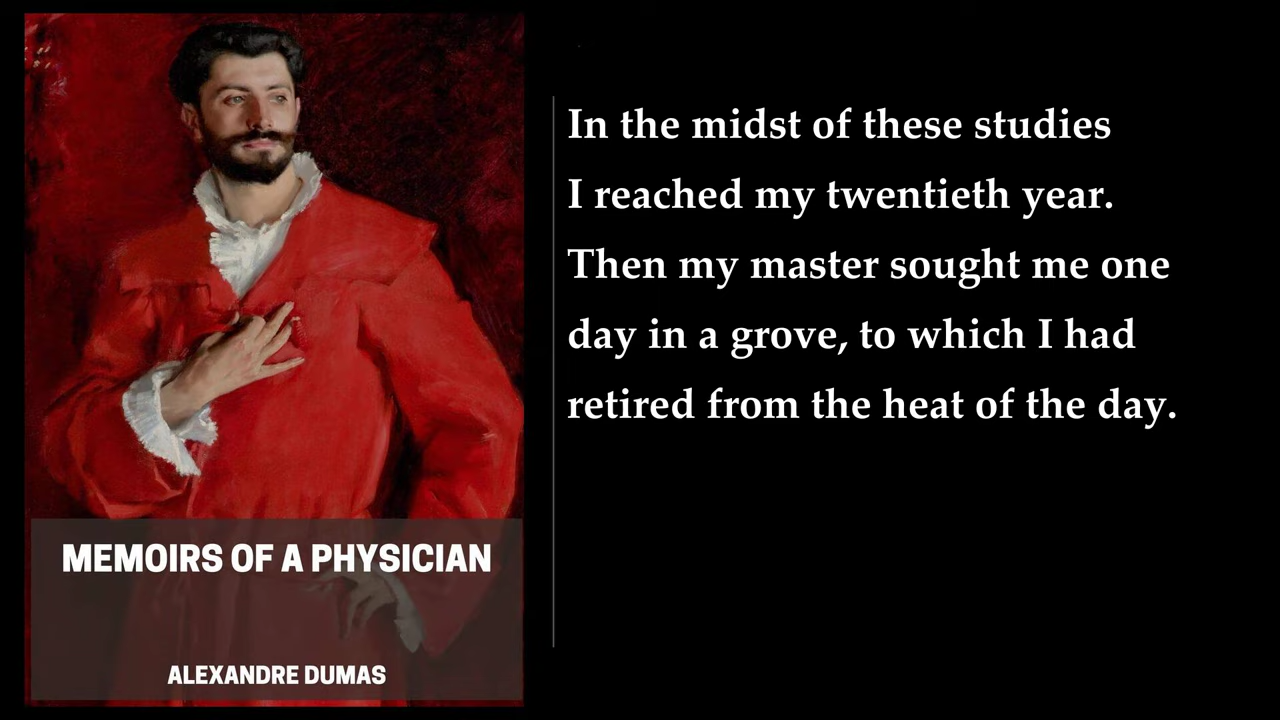 In the midst of these studies
I reached my twentieth year.
Then my master sought me one
day in a grove, to which I had
retired from the heat of the day.
MEMOIRS OF A PHYSICIAN
ALEXANDRE DUMAS